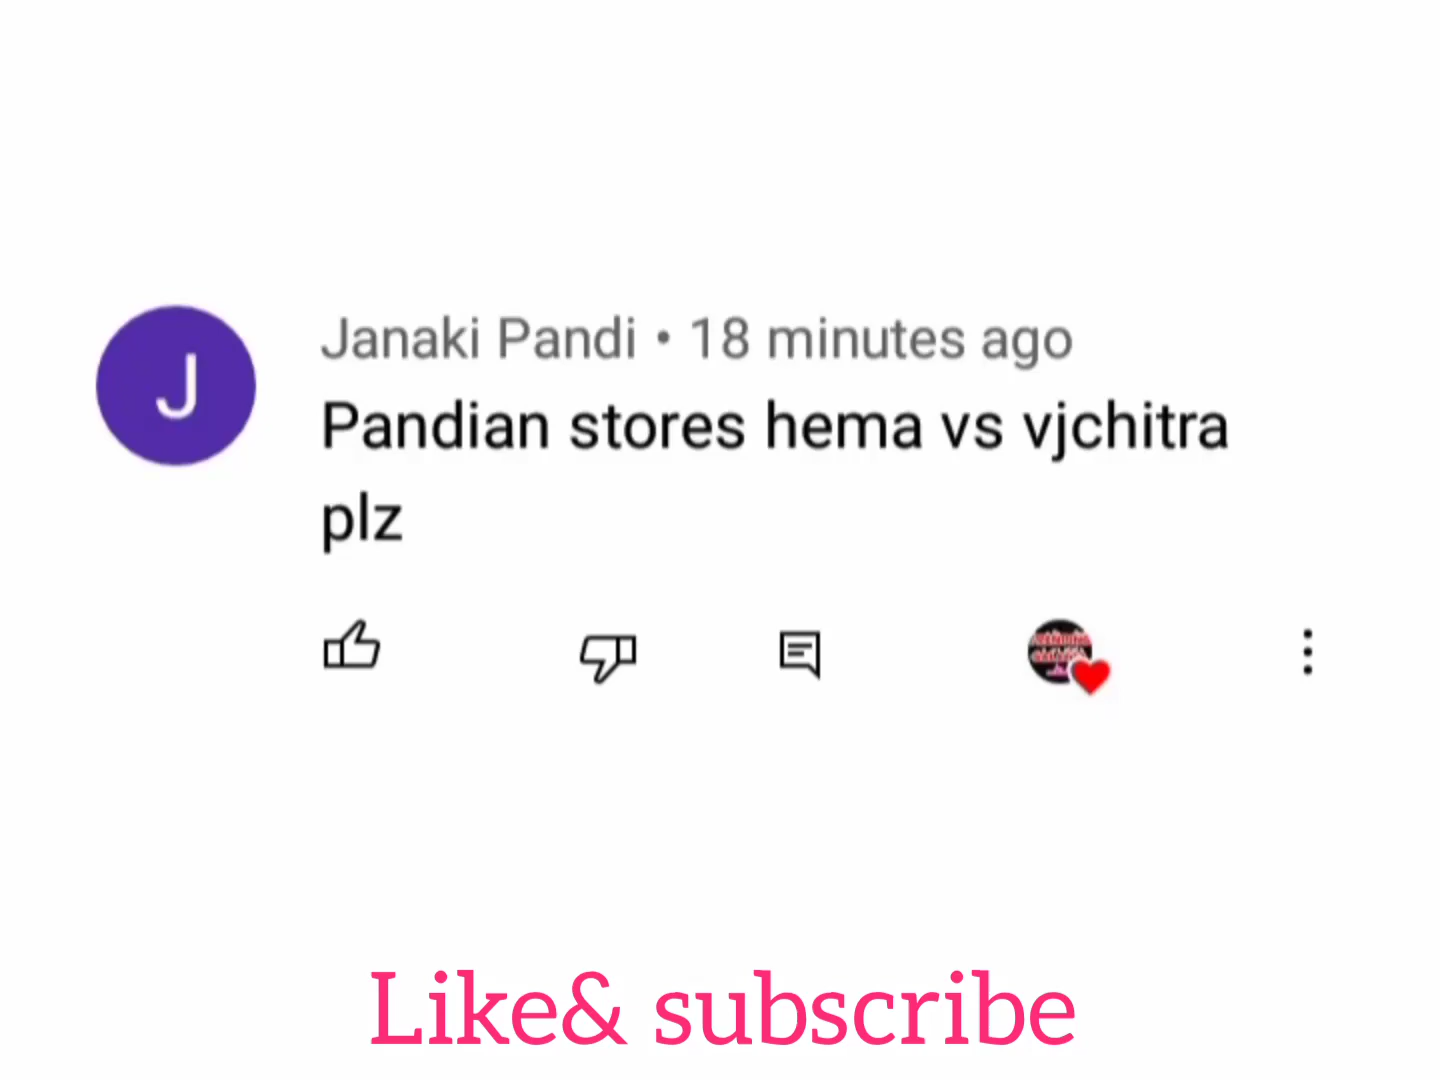 J
Janaki Pandi • 18 minutes ago
Pandian stores hema vs vjchitra
plz
Like& subscribe